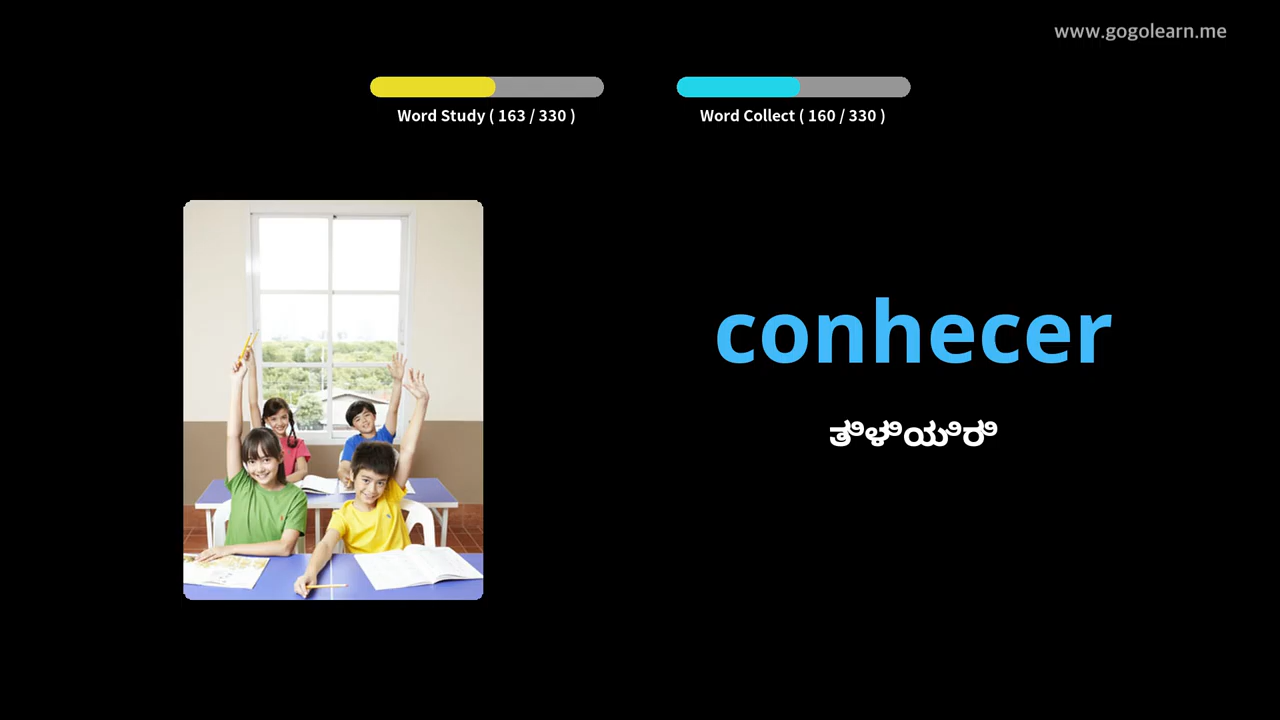 www.gogolearn.me
Word Study ( 163 / 330 )
Word Collect ( 160 / 330 )
conhecer
ತಿಳಿಯಿರಿ